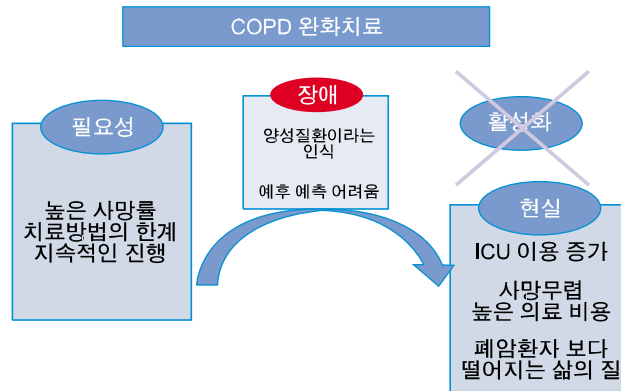 COPD 완화치료
필요성
높은 사망률
치료방법의 한계
지속적인 진행
장애
양성질환이라는
인식
예후 예측 어려움
활성화
현실
ICU 이용 증가
사망무렵
높은 의료 비용
폐암환자 보다
떨어지는 삶의 질